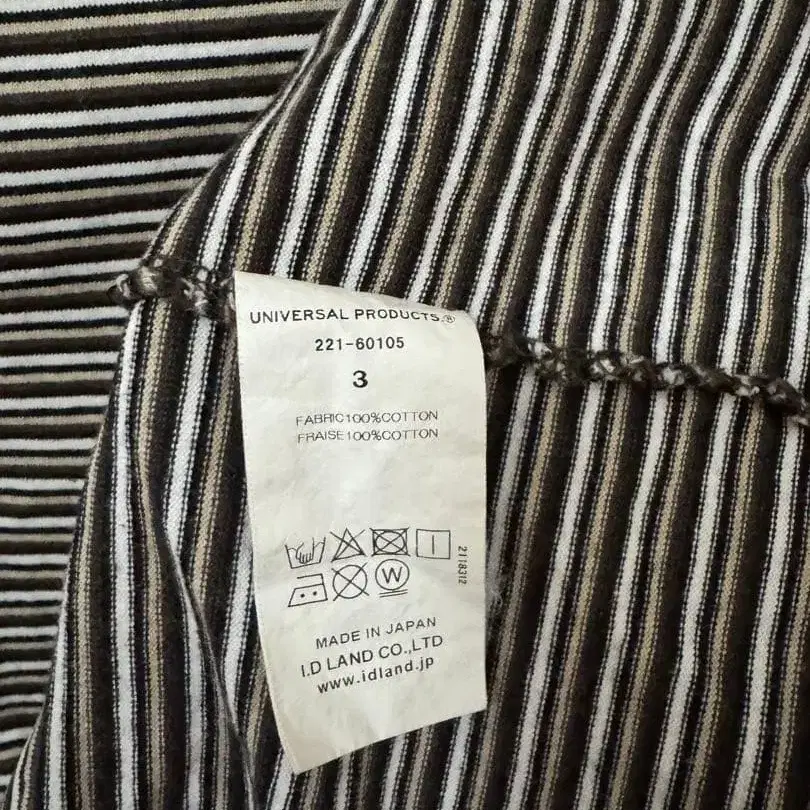 UNIVERSAL PRODUCTS.®
221-60105
3
FABRIC100%COTTON
FRAISE100%COTTON
W
2118312
MADE IN JAPAN
I.D LAND CO.,LTD
www.idland.jp